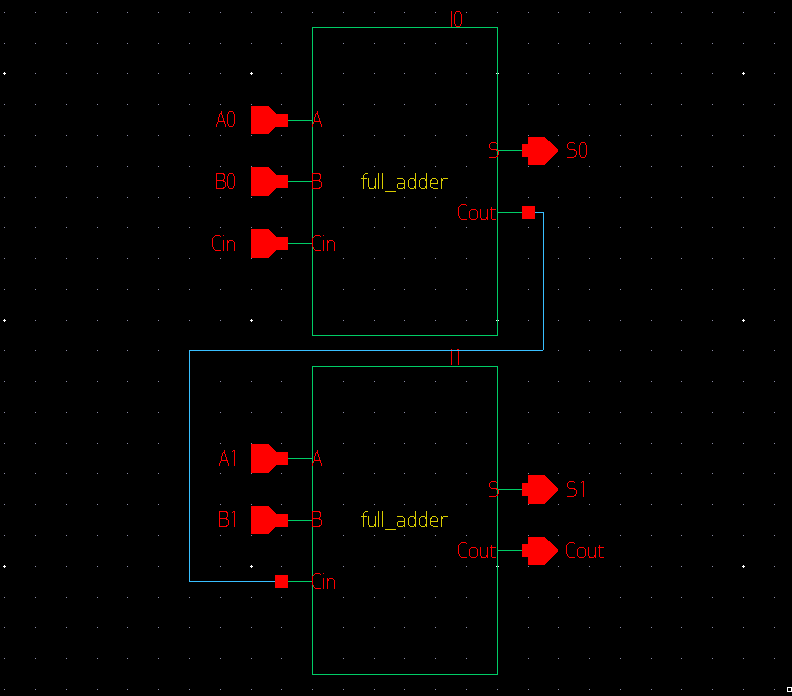 I0
A0 A S S0
B0 B full_adder
Cout
Cin Cin
I1
A1 A S S1
B1 B full_adder
Cout Cout
Cin